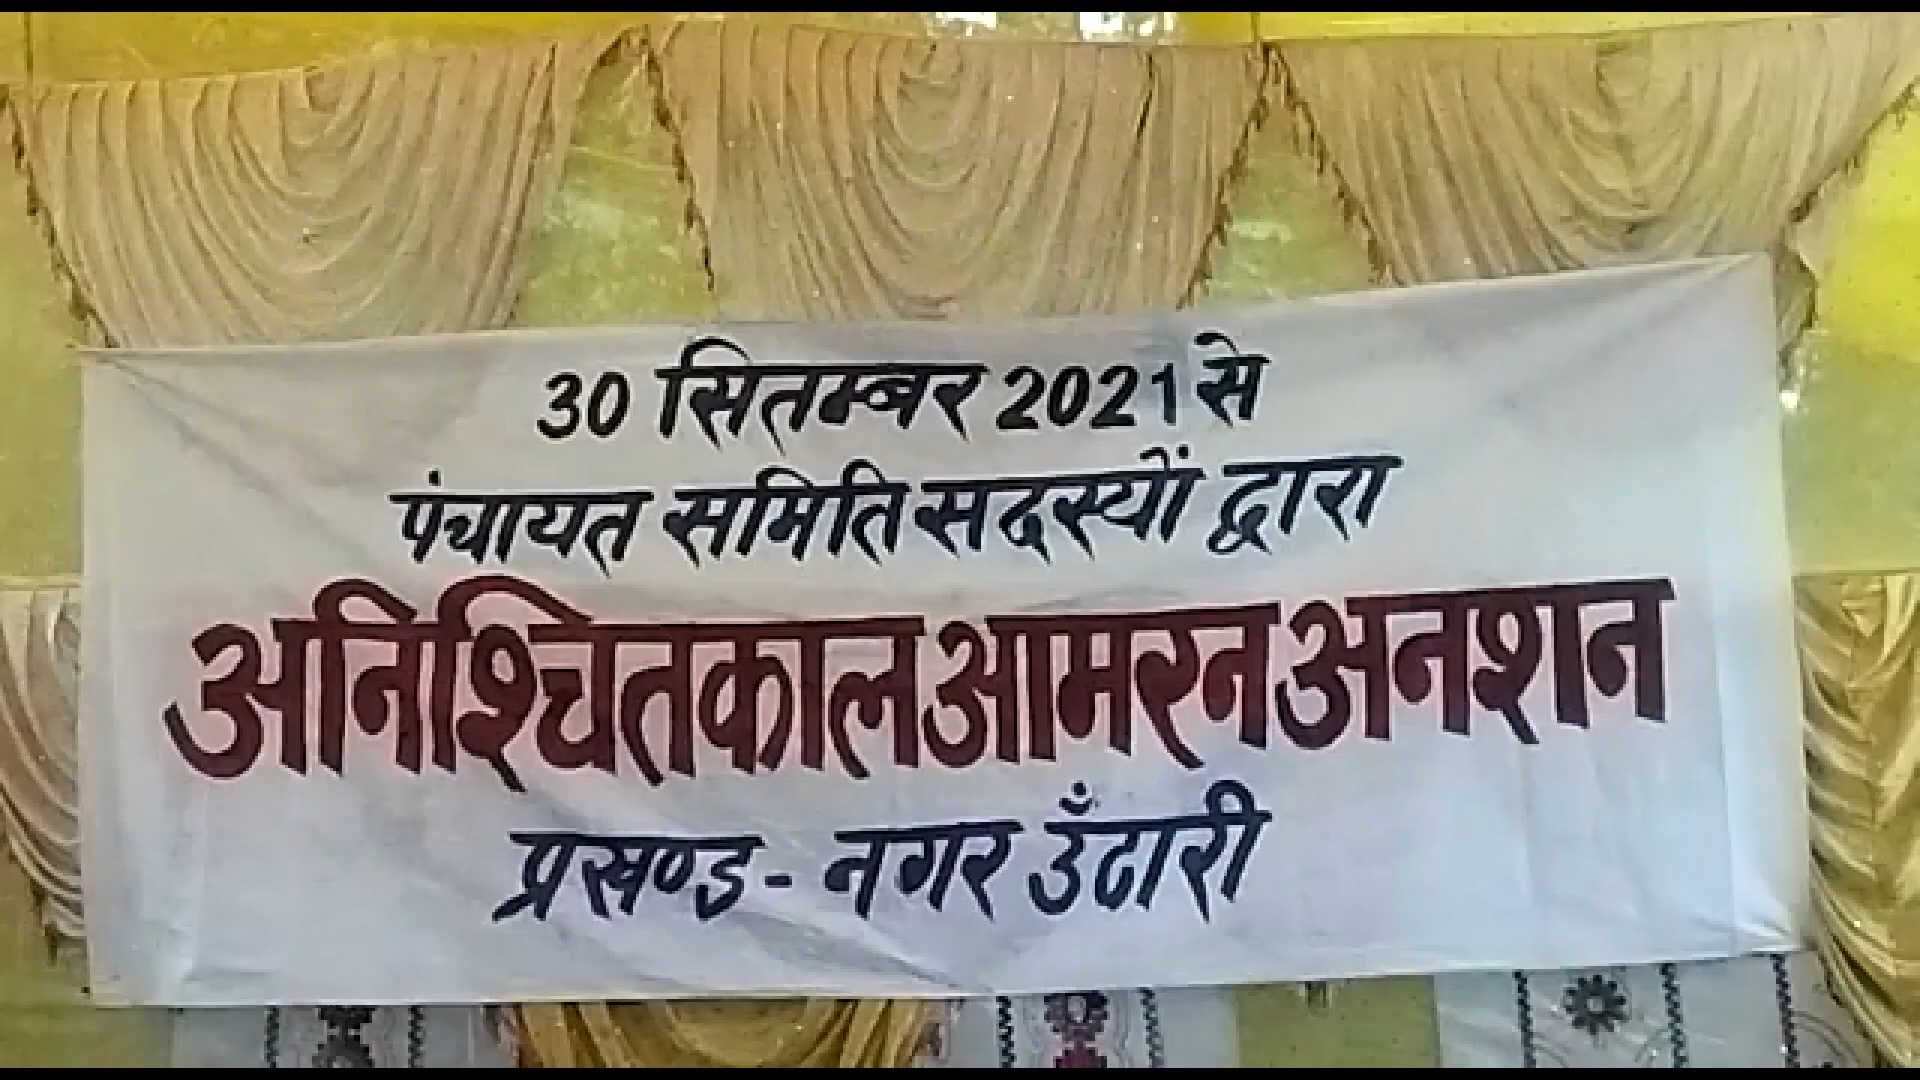 30 सितम्बर 2021 से
पंचायत समिति सदस्यों द्वारा
अनिश्चितकाल आमरन अनशन
प्रखण्ड - नगर उँटारी